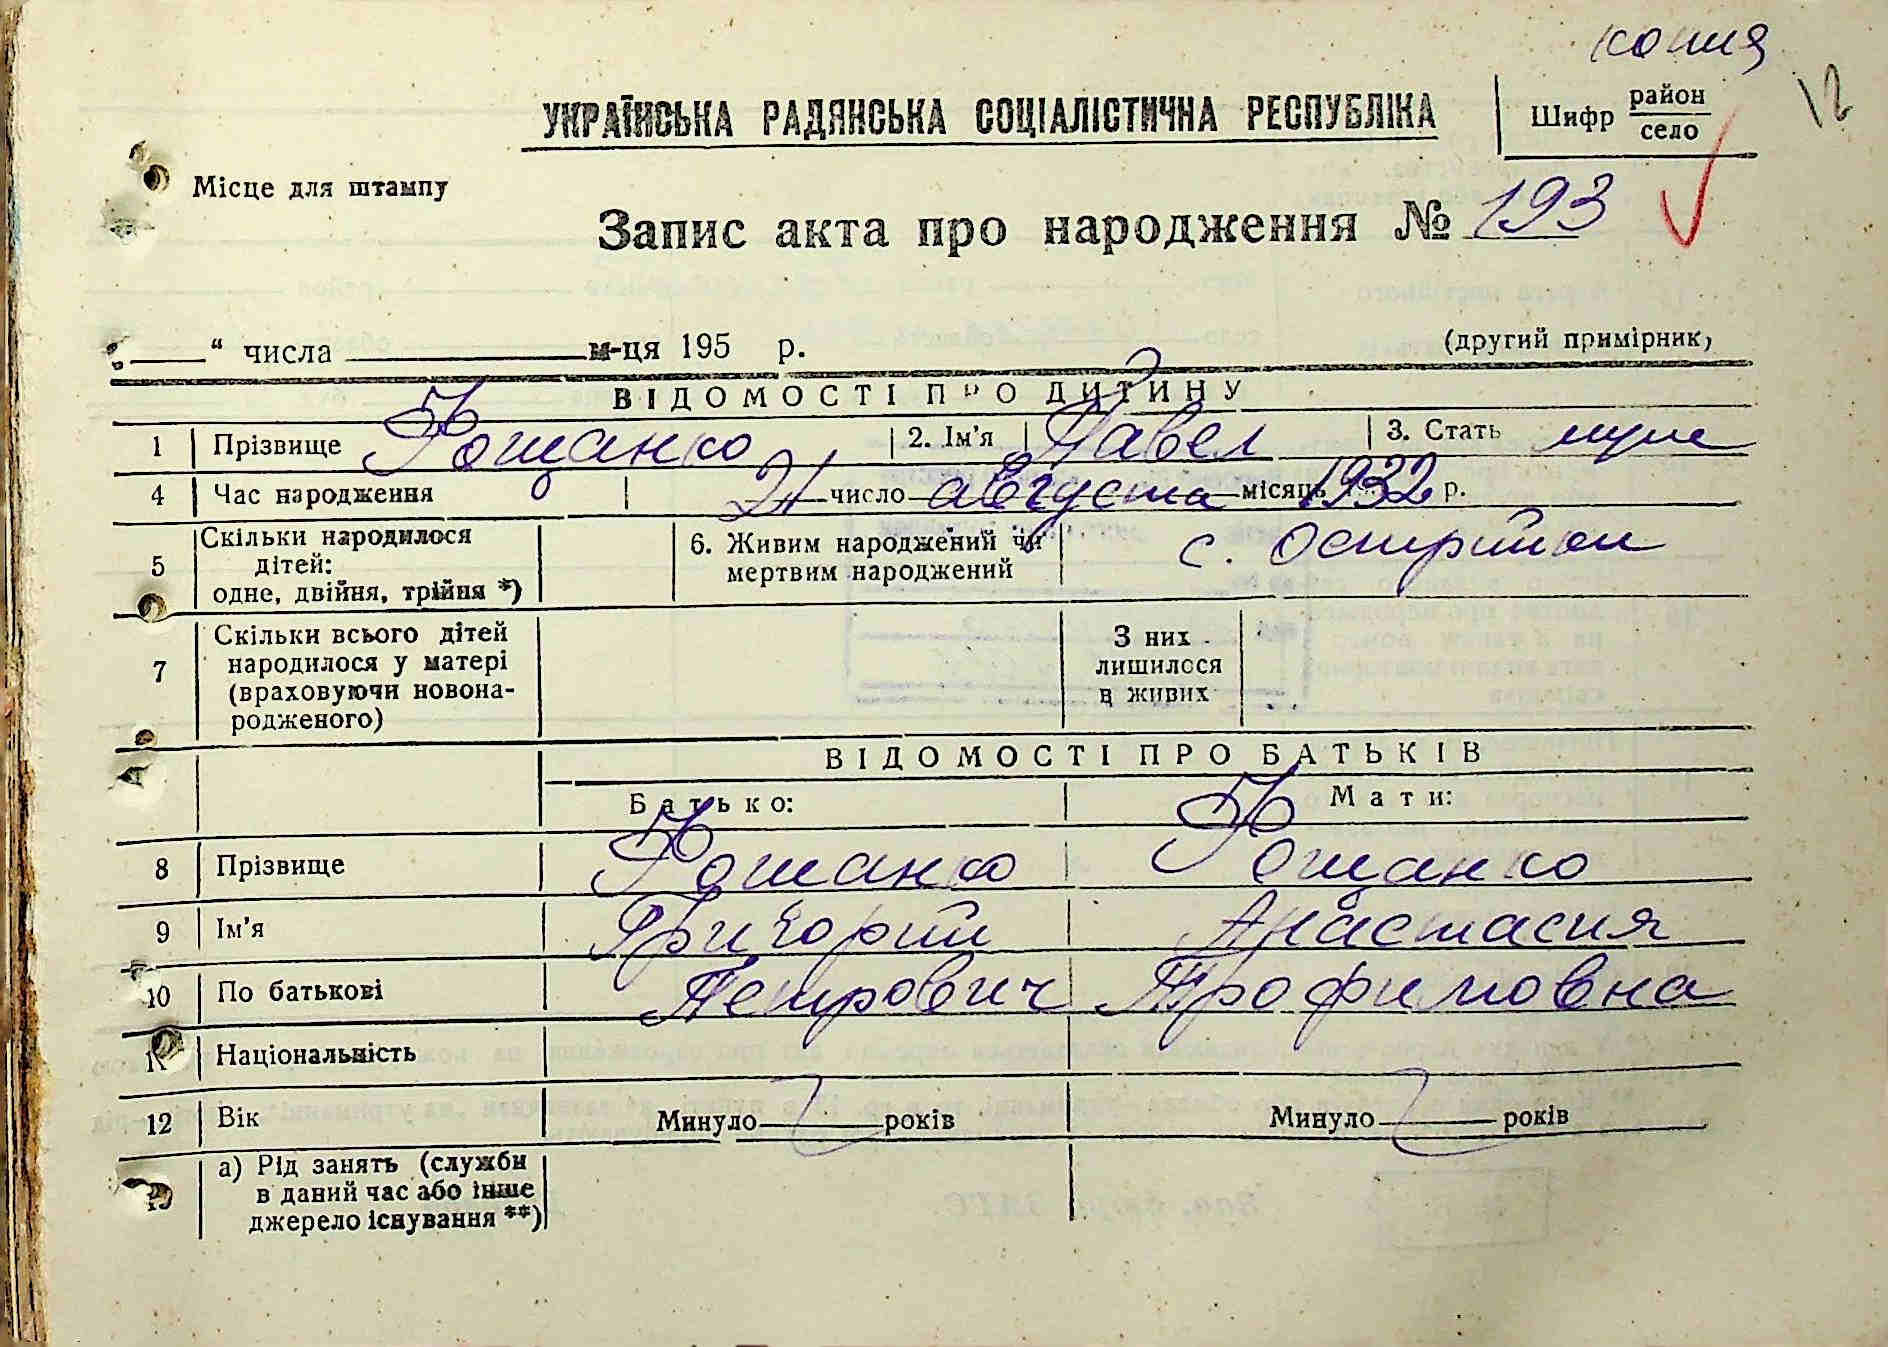 копия
УКРАЇНСЬКА РАДЯНСЬКА СОЦІАЛІСТИЧНА РЕСПУБЛІКА
Шифр район
село
12
Місце для штампу
Запис акта про народження № 193
„ “ числа м-ця 195 р.
(другий примірник)
ВІДОМОСТІ ПРО ДИТИНУ
1 Прізвище 2. Ім'я Павел 3. Стать муж
4 Час народження 21 число августа місяць 1932 р.
5 Скільки народилося дітей: одне, двійня, трійня *) 6. Живим народжений чи мертвим народжений
7 Скільки всього дітей народилося у матері (враховуючи новонародженого) З них лишилося в живих
ВІДОМОСТІ ПРО БАТЬКІВ
Батько: Мати:
8 Прізвище
9 Ім'я Григорий Анастасия
10 По батькові Петрович Трофимовна
11 Національність
12 Вік Минуло років Минуло років
13 а) Рід занять (служби в даний час або інше джерело існування **)